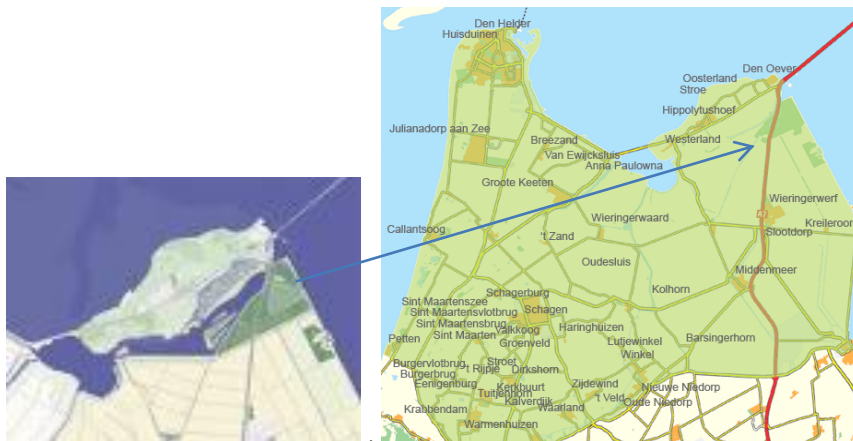 Den Helder
Huisduinen
Den Oever
Oosterland
Stroe
Hippolytushoef
Julianadorp aan Zee
Breezand
Westerland
Van Ewijcksluis
Anna Paulowna
Groote Keeten
Wieringerwerf
Wieringerwaard
A7
Kreileroor
Callantsoog
't Zand
Slootdorp
Oudesluis
Middenmeer
Kolhorn
Schagerburg
Sint Maartenszee
Sint Maartensvlotbrug
Schagen
Sint Maartensbrug
Valkkoog
Haringhuizen
Petten
Sint Maarten
Groenveld
Lutjewinkel
Barsingerhorn
Winkel
Burgervlotbrug
Stroet
't Rijpje
Dirkshorn
Burgerbrug
Eenigenburg
Kerkbuurt
Zijdewind
Nieuwe Niedorp
Tuitjenhorn
't Veld
Kalverdijk
Oude Niedorp
Krabbendam
Waarland
Warmenhuizen